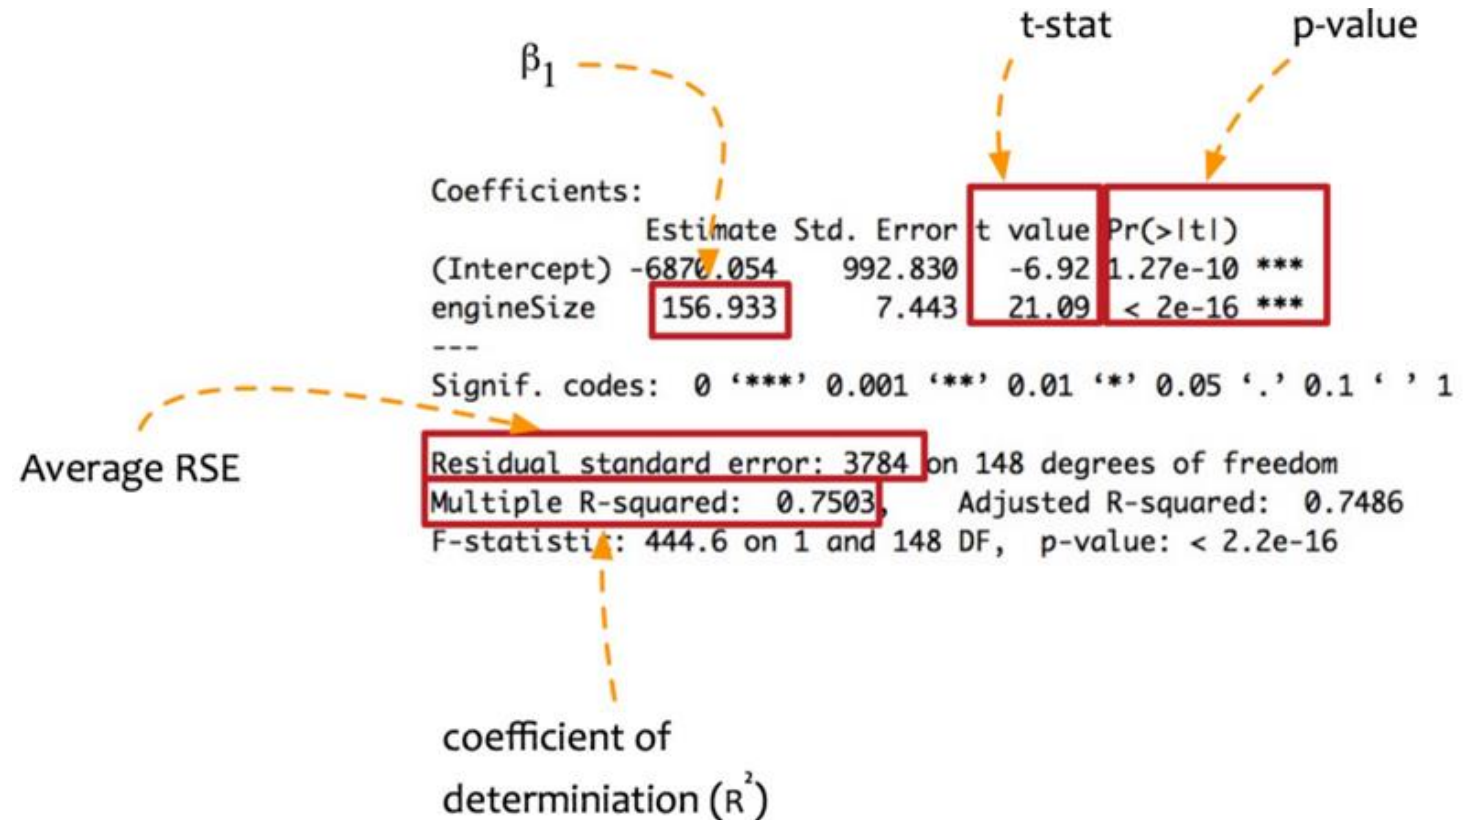 t-stat
p-value
β1
Coefficients:
Estimate Std. Error t value Pr(>|t|)
(Intercept) -6870.054 992.830 -6.92 1.27e-10 ***
engineSize 156.933 7.443 21.09 < 2e-16 ***
---
Signif. codes: 0 ‘***’ 0.001 ‘**’ 0.01 ‘*’ 0.05 ‘.’ 0.1 ‘ ’ 1
Average RSE
Residual standard error: 3784 on 148 degrees of freedom
Multiple R-squared: 0.7503, Adjusted R-squared: 0.7486
F-statistic: 444.6 on 1 and 148 DF, p-value: < 2.2e-16
coefficient of
determiniation (R²)